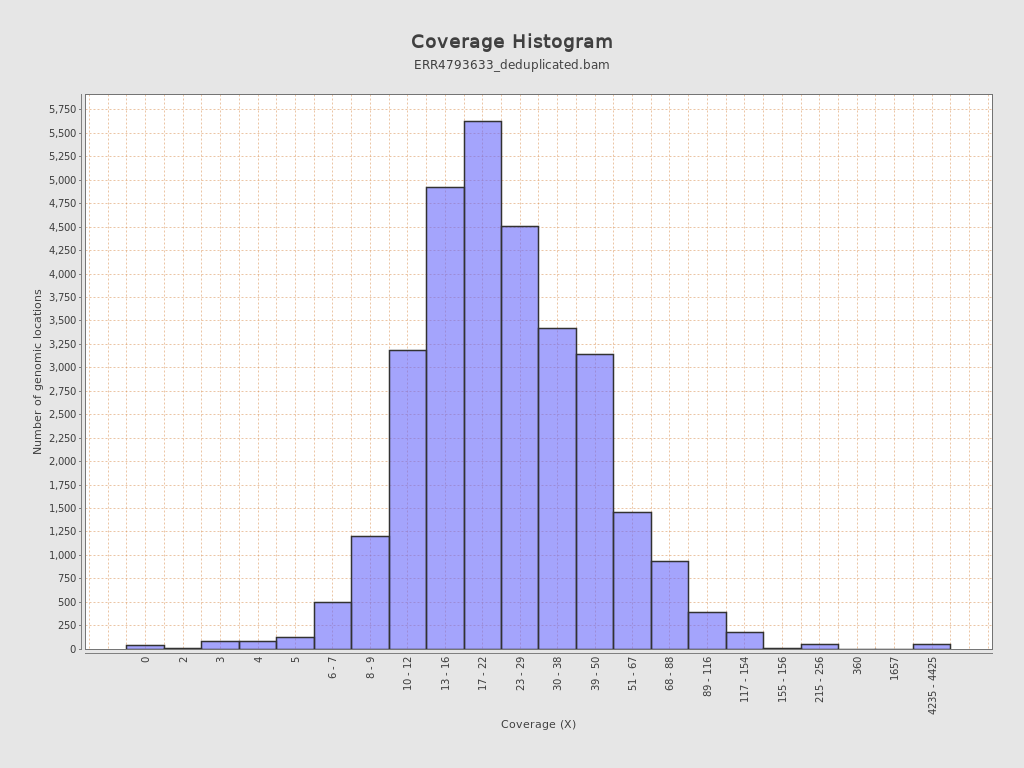 Coverage Histogram
ERR4793633_deduplicated.bam
Number of genomic locations
5,750
5,500
5,250
5,000
4,750
4,500
4,250
4,000
3,750
3,500
3,250
3,000
2,750
2,500
2,250
2,000
1,750
1,500
1,250
1,000
750
500
250
0
0
2
3
4
5
6 - 7
8 - 9
10 - 12
13 - 16
17 - 22
23 - 29
30 - 38
39 - 50
51 - 67
68 - 88
89 - 116
117 - 154
155 - 156
215 - 256
360
1657
4235 - 4425
Coverage (X)